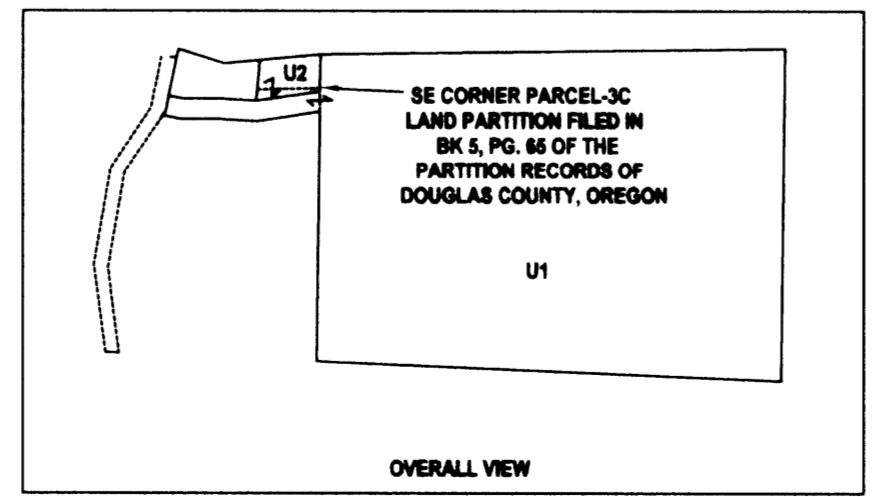 U2
SE CORNER PARCEL-3C
LAND PARTITION FILED IN
BK 5, PG. 65 OF THE
PARTITION RECORDS OF
DOUGLAS COUNTY, OREGON
U1
OVERALL VIEW